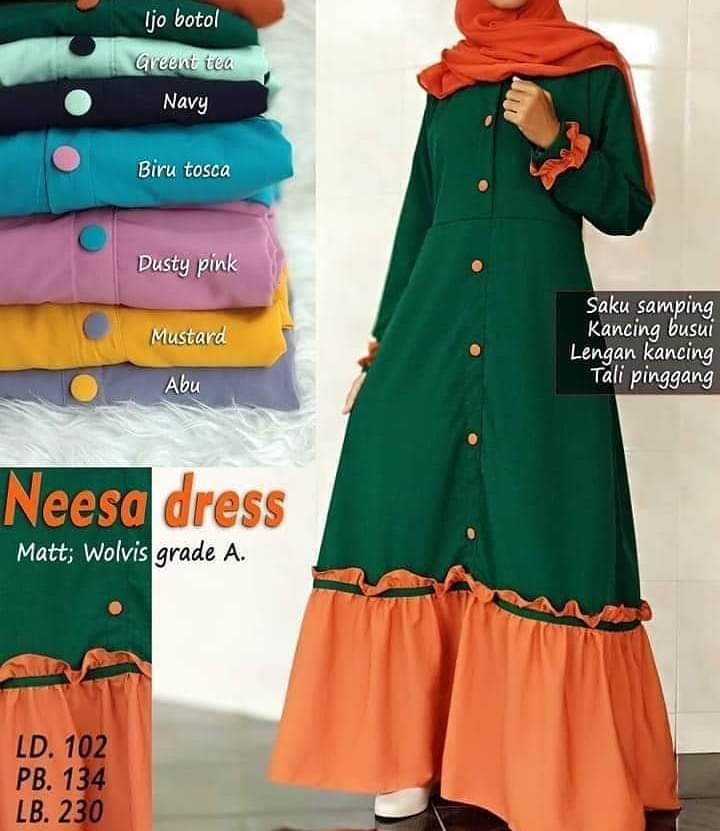 Ijo botol
Greent tea
Navy
Biru tosca
Dusty pink
Mustard
Abu
Saku samping
Kancing busui
Lengan kancing
Tali pinggang
Neesa dress
Matt; Wolvis grade A.
LD. 102
PB. 134
LB. 230